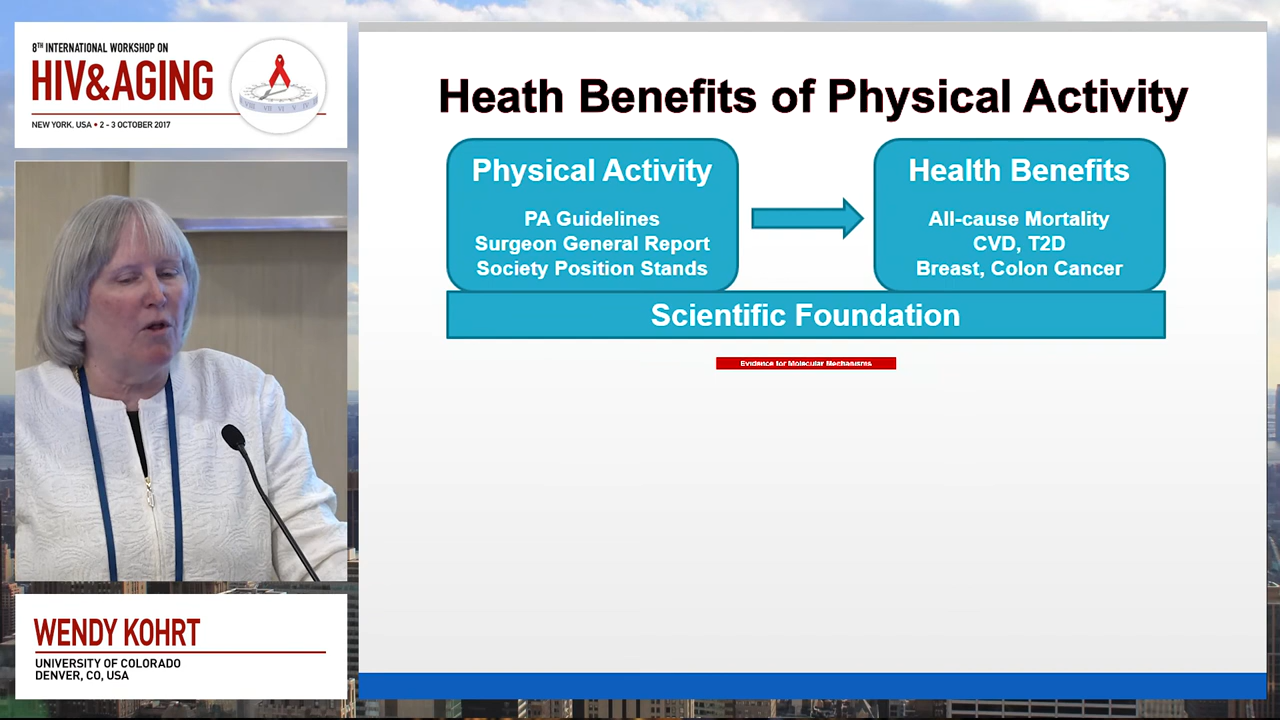 8TH INTERNATIONAL WORKSHOP ON
HIV&AGING
NEW YORK, USA • 2 - 3 OCTOBER 2017
WENDY KOHRT
UNIVERSITY OF COLORADO
DENVER, CO, USA
Heath Benefits of Physical Activity
Physical Activity
PA Guidelines
Surgeon General Report
Society Position Stands
Health Benefits
All-cause Mortality
CVD, T2D
Breast, Colon Cancer
Scientific Foundation
Evidence for Molecular Mechanisms